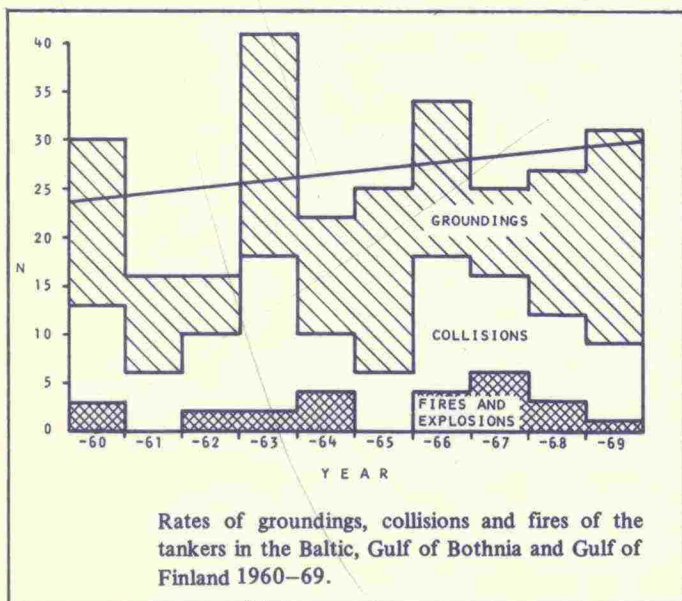 40
35
30
25
20
15
10
5
0
N
GROUNDINGS
COLLISIONS
FIRES AND
EXPLOSIONS
-60 -61 -62 -63 -64 -65 -66 -67 -68 -69
YEAR
Rates of groundings, collisions and fires of the
tankers in the Baltic, Gulf of Bothnia and Gulf of
Finland 1960–69.